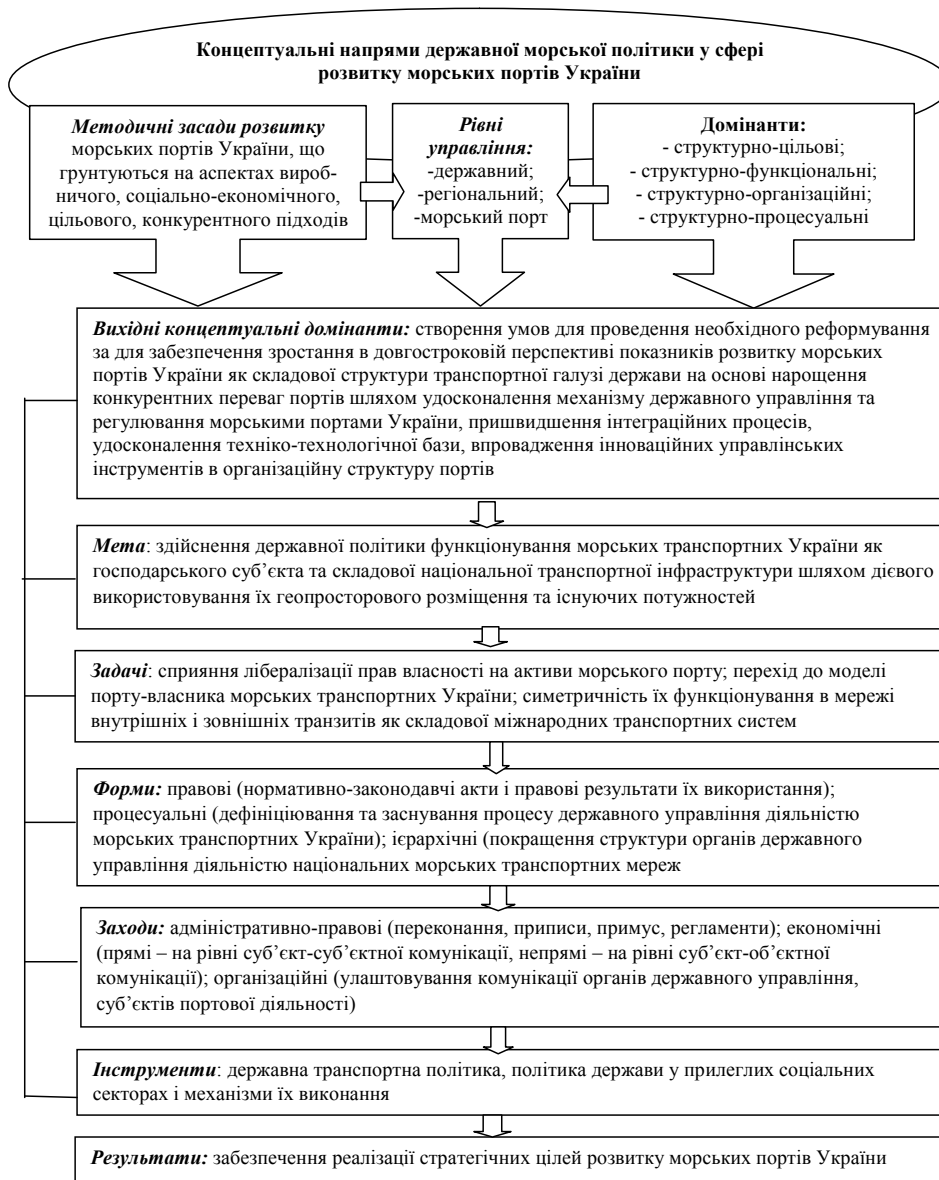 Концептуальні напрями державної морської політики у сфері
розвитку морських портів України
Методичні засади розвитку
морських портів України, що
грунтуються на аспектах вироб-
ничого, соціально-економічного,
цільового, конкурентного підходів
Рівні
управління:
-державний;
-регіональний;
-морський порт
Домінанти:
- структурно-цільові;
- структурно-функціональні;
- структурно-організаційні;
- структурно-процесуальні
Вихідні концептуальні домінанти: створення умов для проведення необхідного реформування
за для забезпечення зростання в довгостроковій перспективі показників розвитку морських
портів України як складової структури транспортної галузі держави на основі нарощення
конкурентних переваг портів шляхом удосконалення механізму державного управління та
регулювання морськими портами України, пришвидшення інтеграційних процесів,
удосконалення техніко-технологічної бази, впровадження інноваційних управлінських
інструментів в організаційну структуру портів
Мета: здійснення державної політики функціонування морських транспортних України як
господарського суб’єкта та складової національної транспортної інфраструктури шляхом дієвого
використовування їх геопросторового розміщення та існуючих потужностей
Задачі: сприяння лібералізації прав власності на активи морського порту; перехід до моделі
порту-власника морських транспортних України; симетричність їх функціонування в мережі
внутрішніх і зовнішніх транзитів як складової міжнародних транспортних систем
Форми: правові (нормативно-законодавчі акти і правові результати їх використання);
процесуальні (дефініціювання та заснування процесу державного управління діяльністю
морських транспортних України); ієрархічні (покращення структури органів державного
управління діяльністю національних морських транспортних мереж
Заходи: адміністративно-правові (переконання, приписи, примус, регламенти); економічні
(прямі – на рівні суб’єкт-суб’єктної комунікації, непрямі – на рівні суб’єкт-об’єктної
комунікації); організаційні (улаштовування комунікації органів державного управління,
суб’єктів портової діяльності)
Інструменти: державна транспортна політика, політика держави у прилеглих соціальних
секторах і механізми їх виконання
Результати: забезпечення реалізації стратегічних цілей розвитку морських портів України